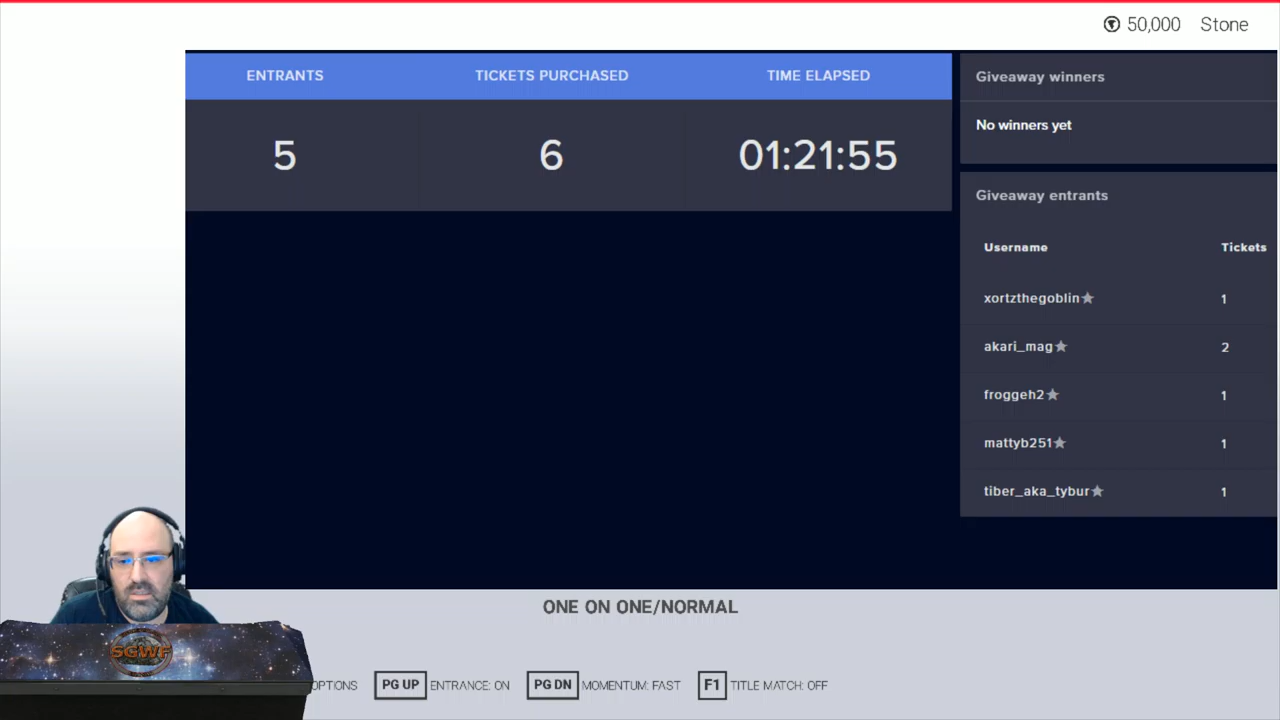 50,000 Stone
ENTRANTS TICKETS PURCHASED TIME ELAPSED
5 6 01:21:55
Giveaway winners
No winners yet
Giveaway entrants
Username Tickets
xortzthegoblin★ 1
akari_mag★ 2
froggeh2★ 1
mattyb251★ 1
tiber_aka_tybur★ 1
ONE ON ONE/NORMAL
SGWF
OPTIONS PG UP ENTRANCE: ON PG DN MOMENTUM: FAST F1 TITLE MATCH: OFF